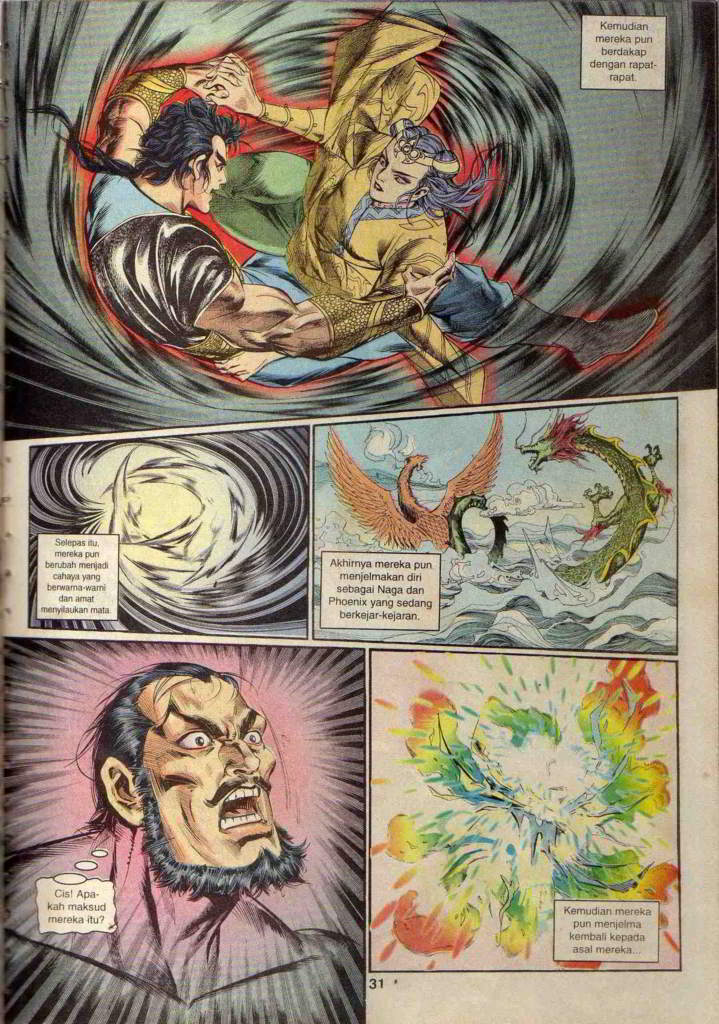 Kemudian
mereka pun
berdakap
dengan rapat-
rapat.
Selepas itu,
mereka pun
berubah menjadi
cahaya yang
berwarna-warni
dan amat
menyilaukan mata.
Akhirnya mereka pun
menjelmakan diri
sebagai Naga dan
Phoenix yang sedang
berkejar-kejaran.
Cis! Apa-
kah maksud
mereka itu?
Kemudian mereka
pun menjelma
kembali kepada
asal mereka...
31